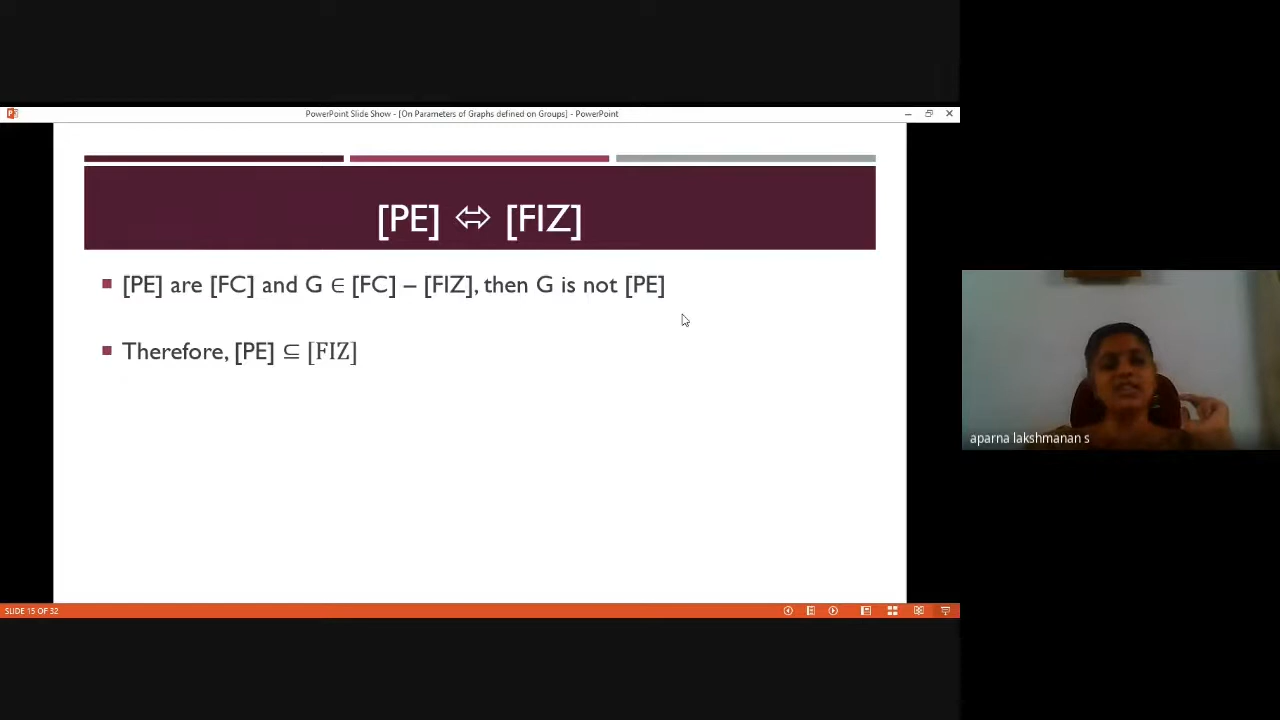 PowerPoint Slide Show - [On Parameters of Graphs defined on Groups] - PowerPoint
[PE] ⇔ [FIZ]
[PE] are [FC] and G ∈ [FC] – [FIZ], then G is not [PE]
Therefore, [PE] ⊆ [FIZ]
aparna lakshmanan s
SLIDE 15 OF 32